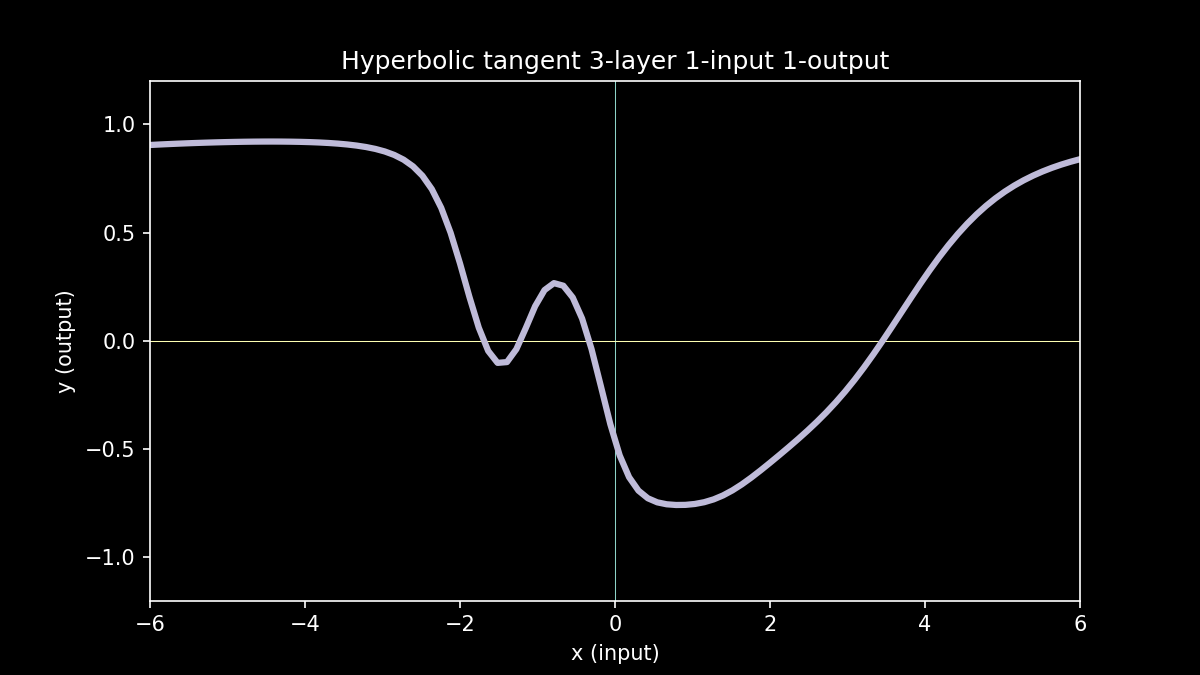 Hyperbolic tangent 3-layer 1-input 1-output
1.0
0.5
0.0
−0.5
−1.0
y (output)
−6 −4 −2 0 2 4 6
x (input)